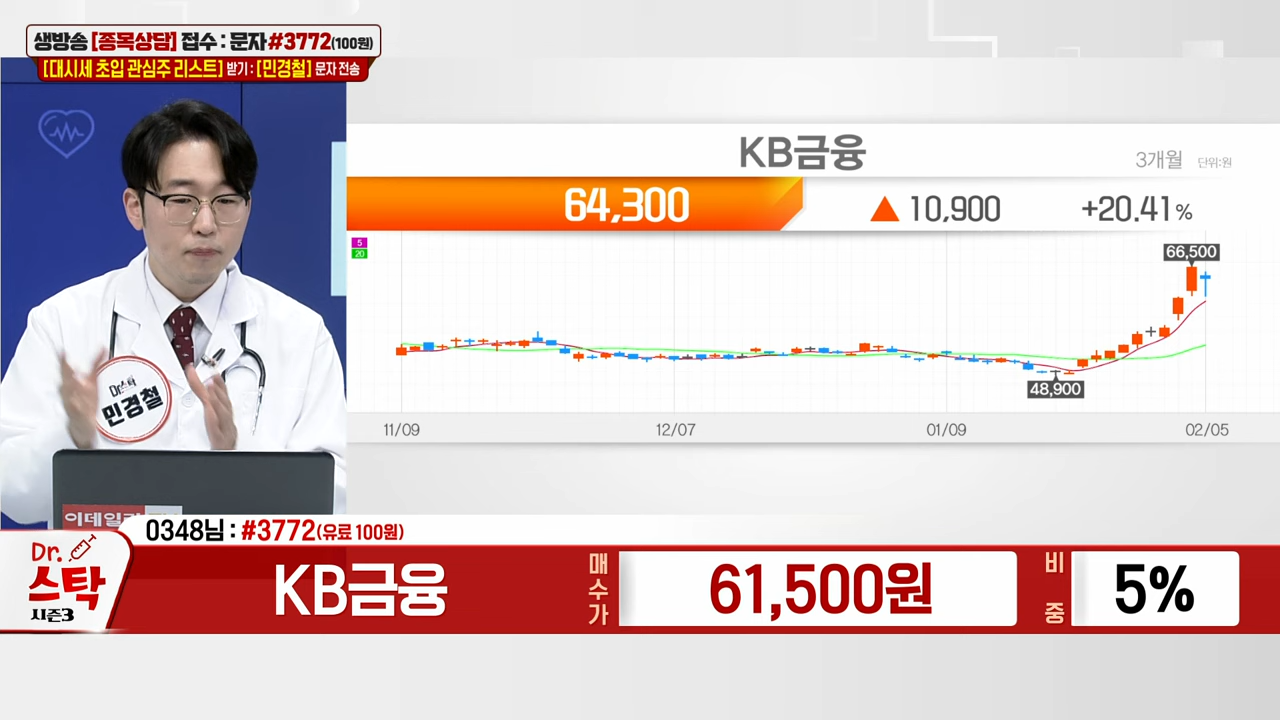 생방송 [종목상담] 접수 : 문자#3772(100원)
[대시세 초입 관심주 리스트] 받기 : [민경철] 문자 전송
KB금융
3개월 단위:원
64,300 ▲ 10,900 +20.41%
5
20
66,500
48,900
11/09 12/07 01/09 02/05
Dr.스탁
민경철
이데일리
0348님 : #3772(유료 100원)
Dr.
스탁
시즌3
KB금융 매수가 61,500원 비중 5%